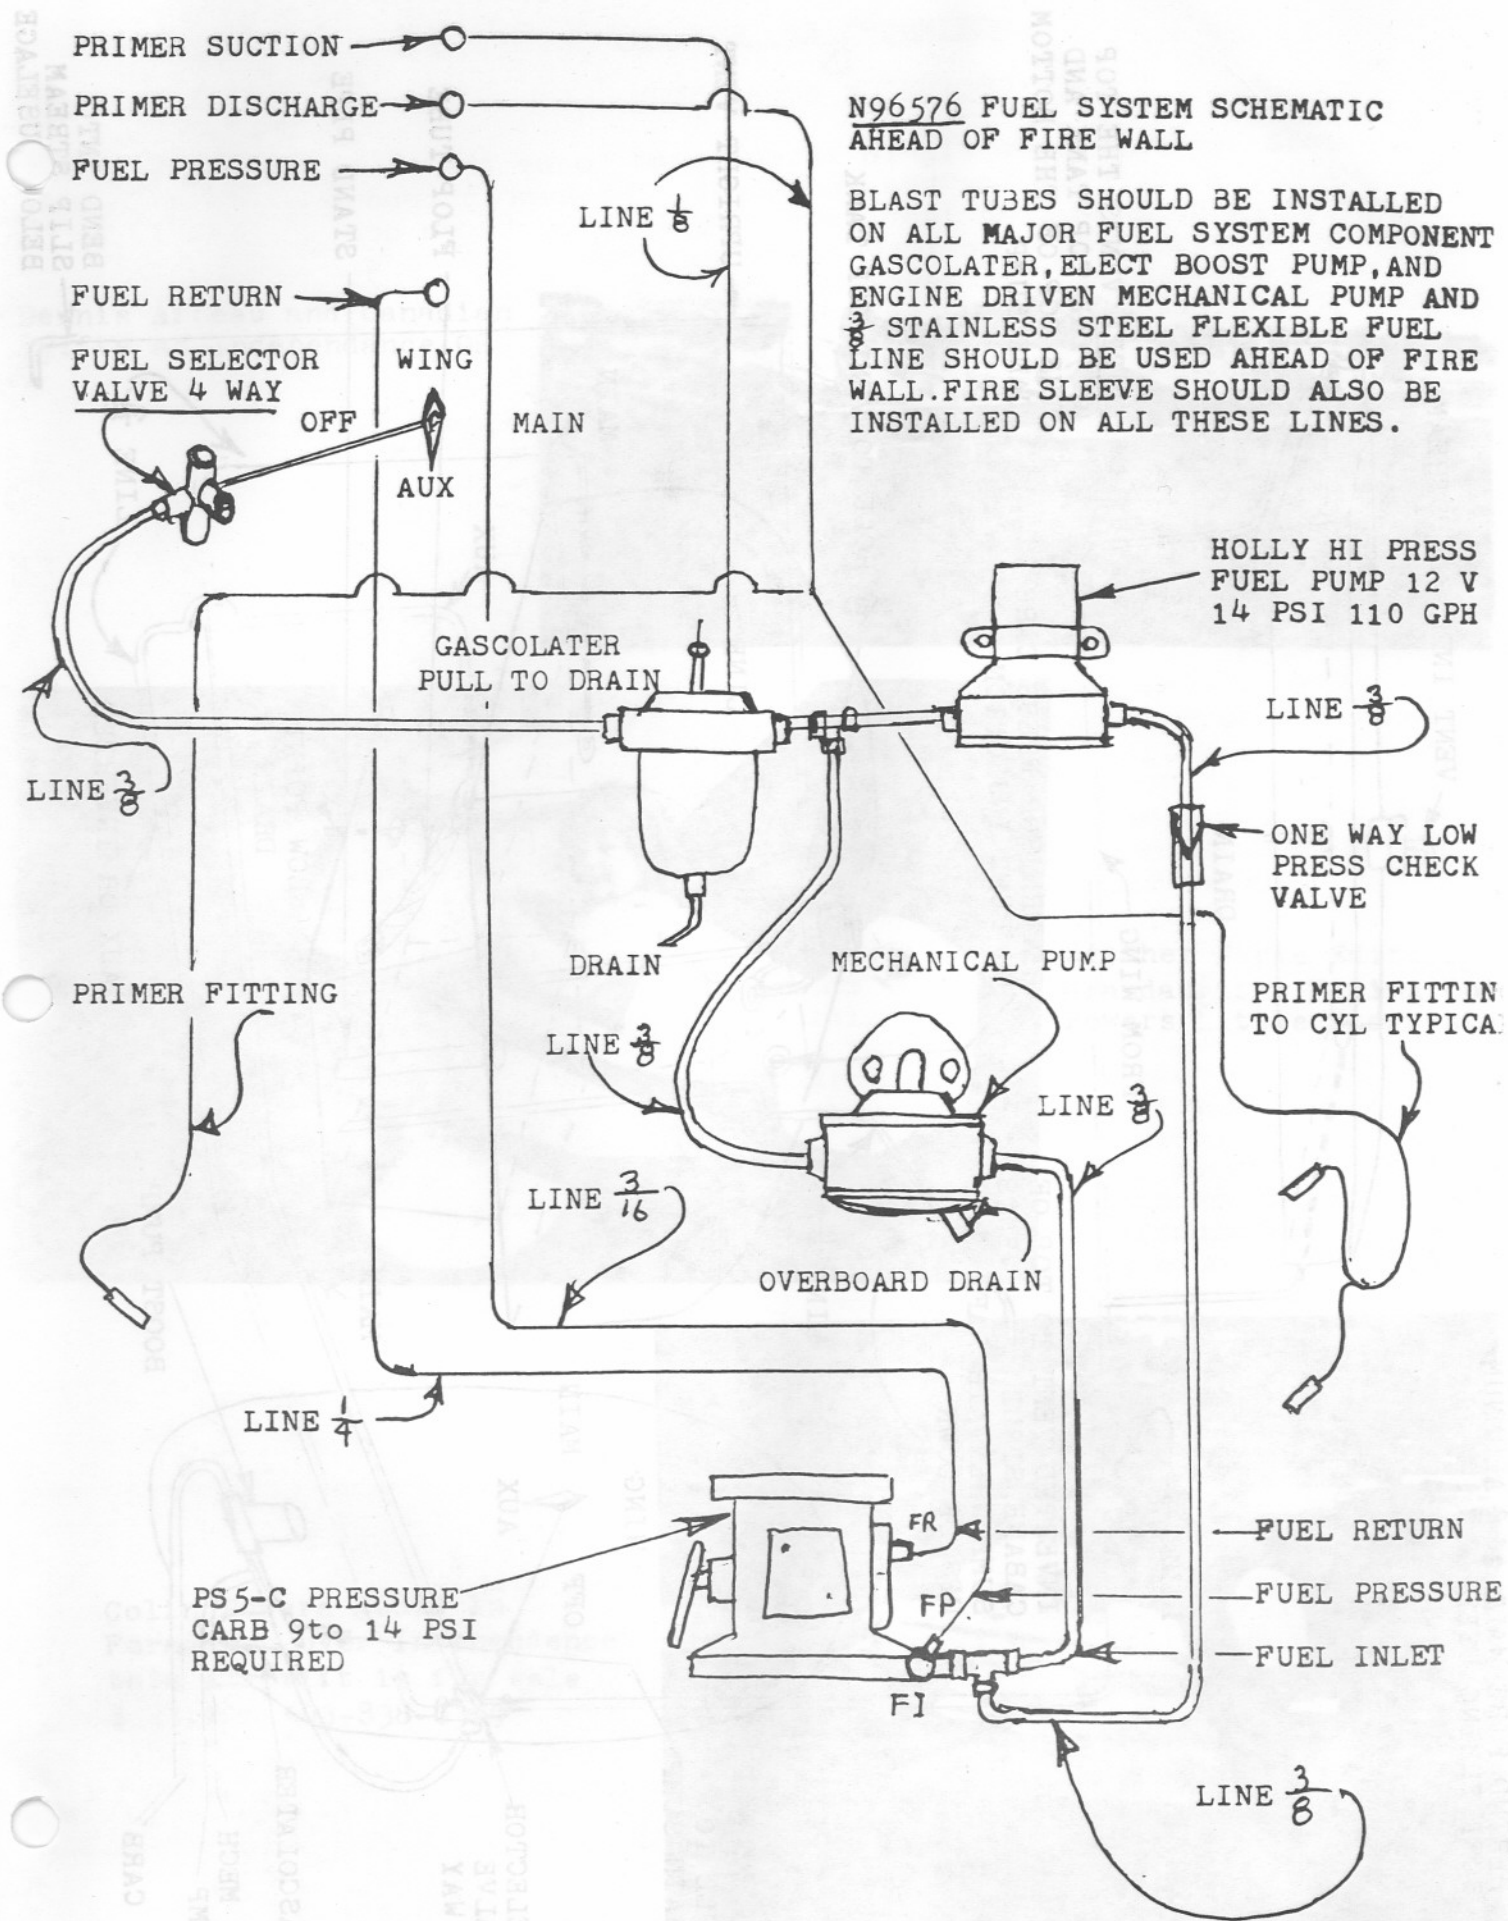 PRIMER SUCTION
PRIMER DISCHARGE
FUEL PRESSURE
N96576 FUEL SYSTEM SCHEMATIC
AHEAD OF FIRE WALL
BLAST TUBES SHOULD BE INSTALLED
ON ALL MAJOR FUEL SYSTEM COMPONENT
GASCOLATER, ELECT BOOST PUMP, AND
ENGINE DRIVEN MECHANICAL PUMP AND
3/8 STAINLESS STEEL FLEXIBLE FUEL
LINE SHOULD BE USED AHEAD OF FIRE
WALL. FIRE SLEEVE SHOULD ALSO BE
INSTALLED ON ALL THESE LINES.
LINE 1/8
FUEL RETURN
FUEL SELECTOR
VALVE 4 WAY
WING
OFF
MAIN
AUX
HOLLY HI PRESS
FUEL PUMP 12 V
14 PSI 110 GPH
GASCOLATER
PULL TO DRAIN
LINE 3/8
LINE 3/8
ONE WAY LOW
PRESS CHECK
VALVE
DRAIN
MECHANICAL PUMP
PRIMER FITTING
PRIMER FITTIN
TO CYL TYPICA
LINE 3/8
LINE 3/8
LINE 3/16
OVERBOARD DRAIN
LINE 1/4
FR
FUEL RETURN
PS5-C PRESSURE
CARB 9to 14 PSI
REQUIRED
FP
FUEL PRESSURE
FUEL INLET
FI
LINE 3/8